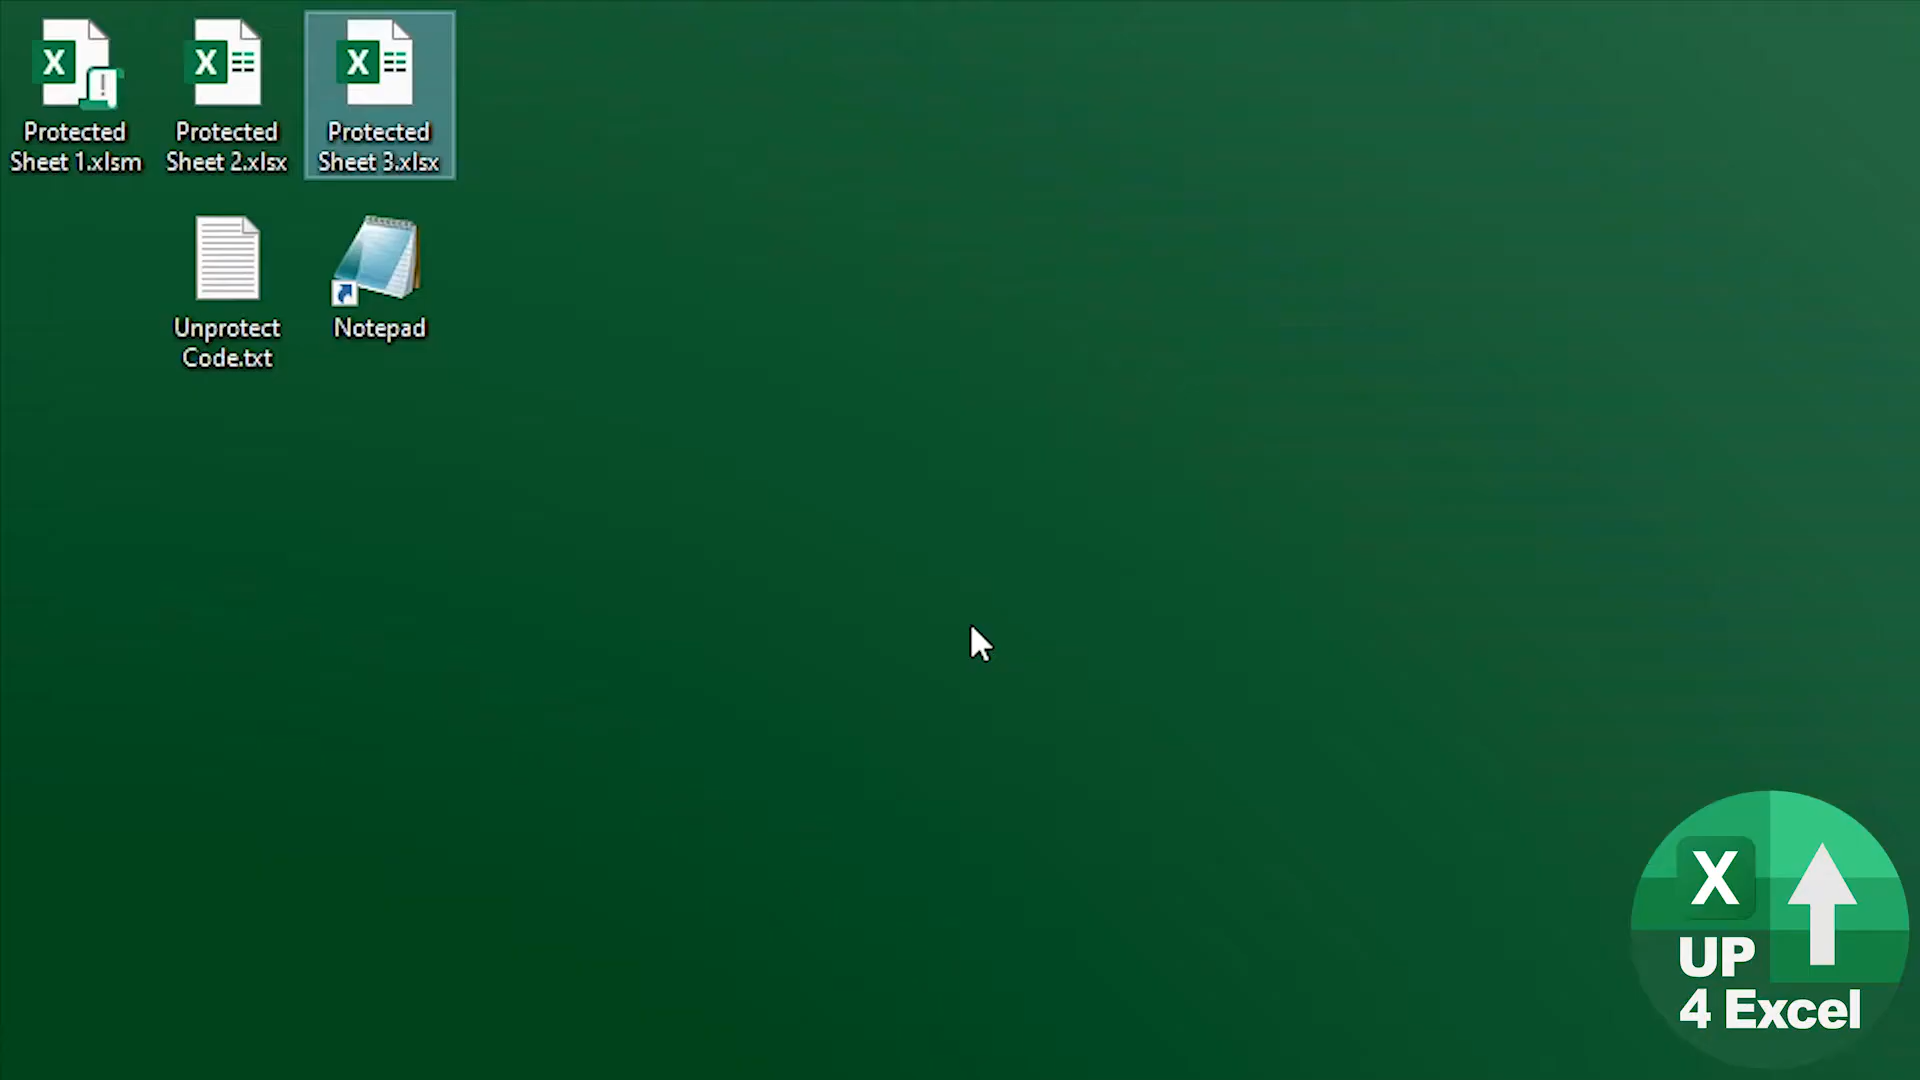 Protected
Sheet 1.xlsm
Protected
Sheet 2.xlsx
Protected
Sheet 3.xlsx
Unprotect
Code.txt
Notepad
X
UP
4 Excel